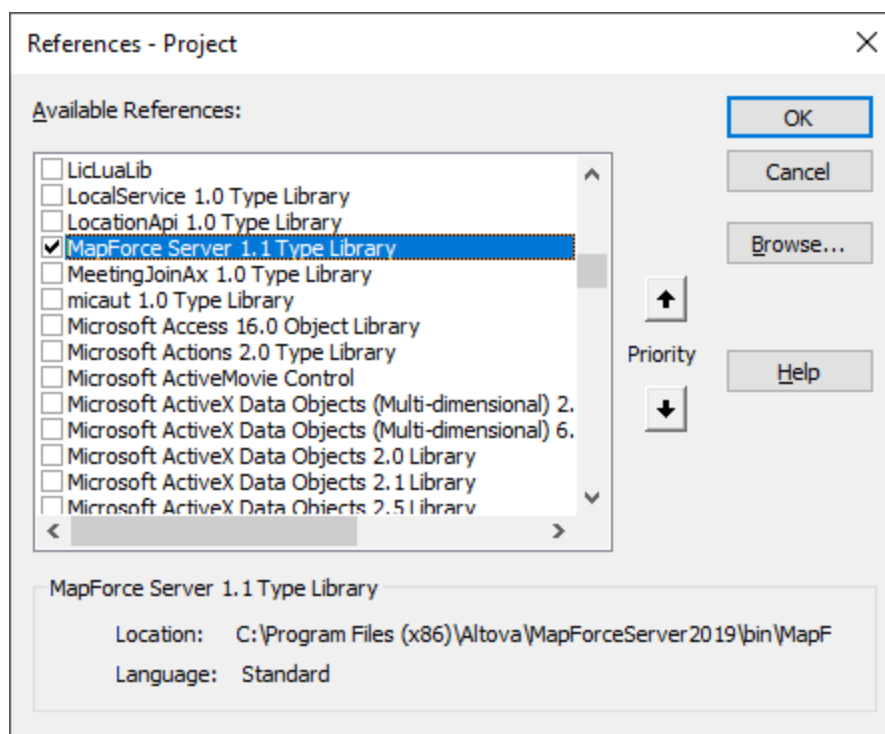 References - Project
Available References:
LicLuaLib
LocalService 1.0 Type Library
LocationApi 1.0 Type Library
MapForce Server 1.1 Type Library
MeetingJoinAx 1.0 Type Library
micaut 1.0 Type Library
Microsoft Access 16.0 Object Library
Microsoft Actions 2.0 Type Library
Microsoft ActiveMovie Control
Microsoft ActiveX Data Objects (Multi-dimensional) 2.
Microsoft ActiveX Data Objects (Multi-dimensional) 6.
Microsoft ActiveX Data Objects 2.0 Library
Microsoft ActiveX Data Objects 2.1 Library
Microsoft ActiveX Data Objects 2.5 Library
OK
Cancel
Browse...
Priority
Help
MapForce Server 1.1 Type Library
Location: C:\Program Files (x86)\Altova\MapForceServer2019\bin\MapF
Language: Standard